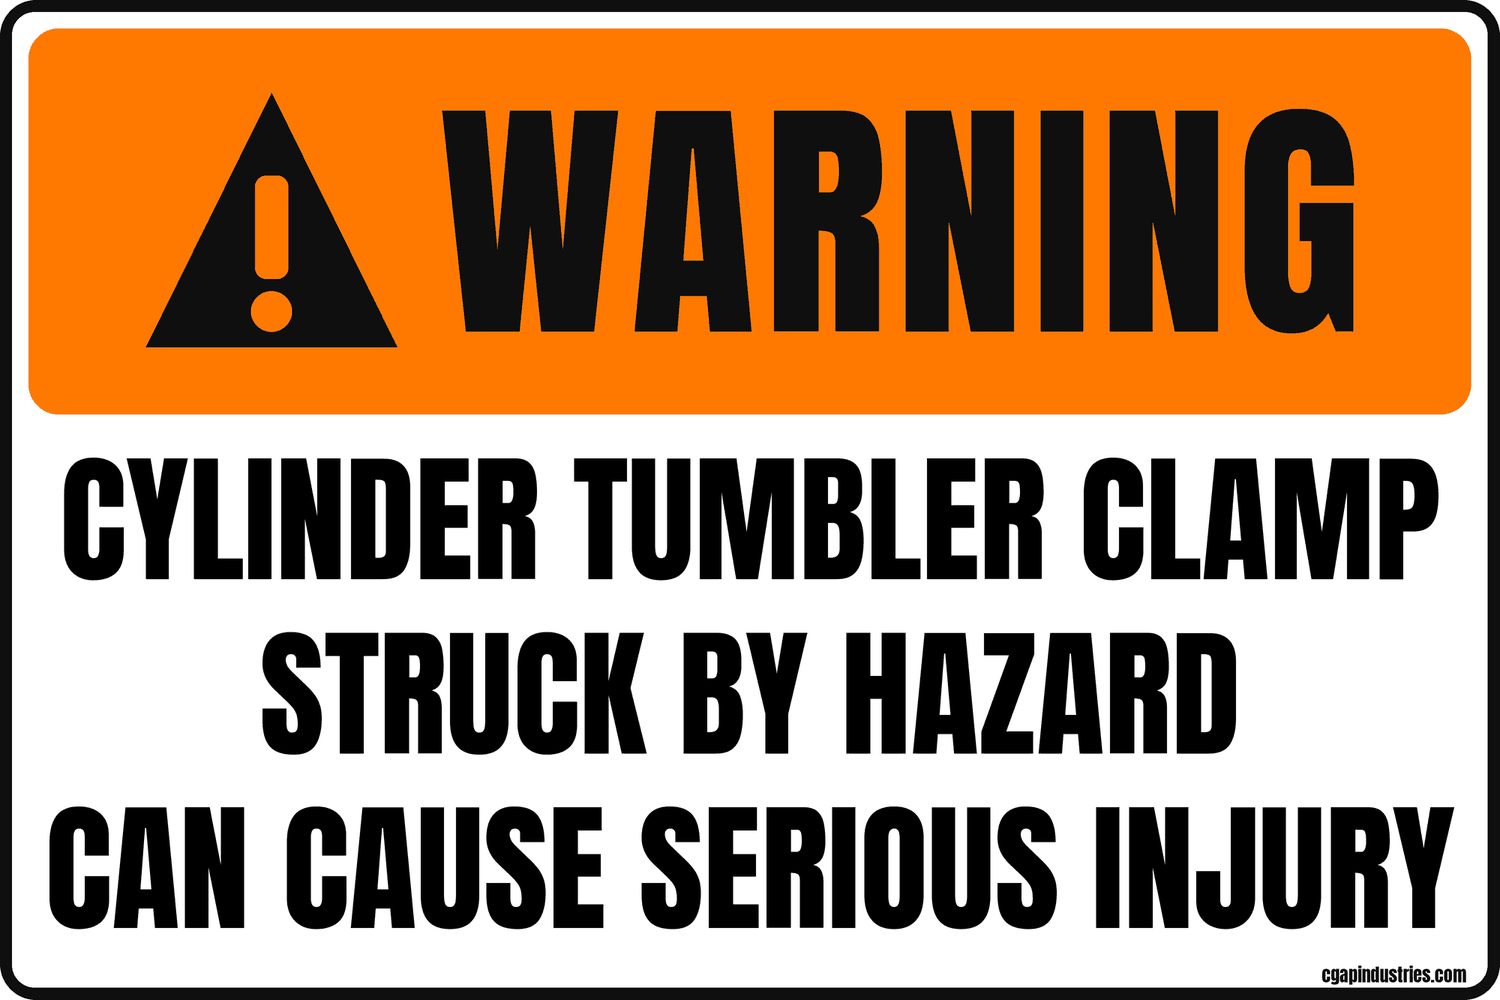 WARNING
CYLINDER TUMBLER CLAMP
STRUCK BY HAZARD
CAN CAUSE SERIOUS INJURY
cgapindustries.com